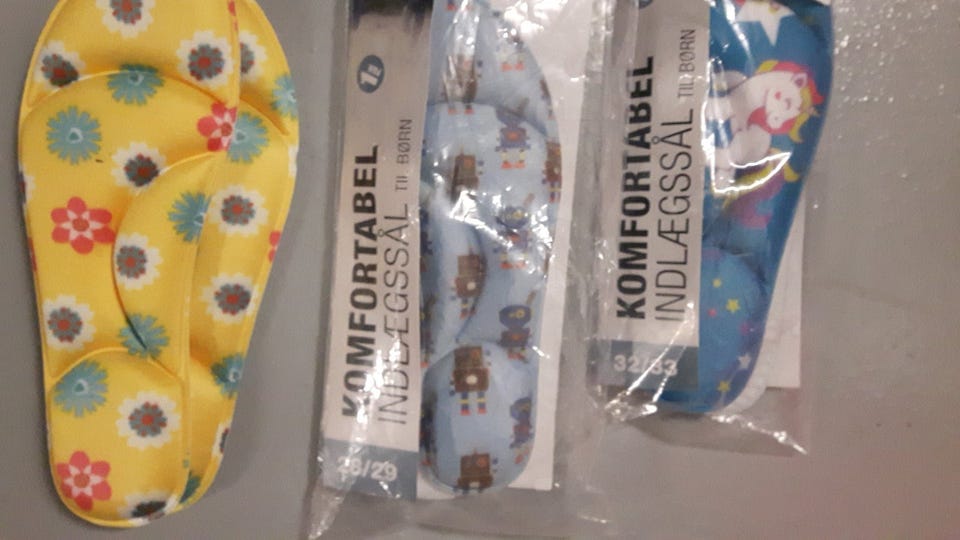 KOMFORTABEL
INDLÆGSSÅL TIL BØRN
28/29
KOMFORTABEL
INDLÆGSSÅL TIL BØRN
32/33